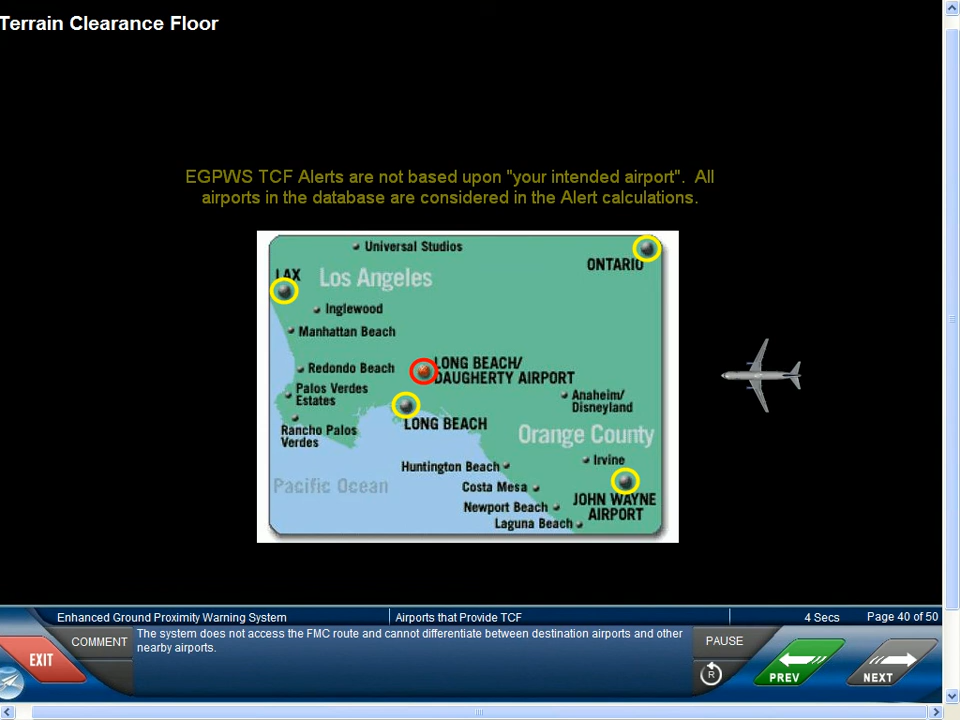 Terrain Clearance Floor
EGPWS TCF Alerts are not based upon "your intended airport". All
airports in the database are considered in the Alert calculations.
Universal Studios
ONTARIO
LAX
Los Angeles
Inglewood
Manhattan Beach
LONG BEACH/
DAUGHERTY AIRPORT
Redondo Beach
Palos Verdes
Estates
Anaheim/
Disneyland
LONG BEACH
Rancho Palos
Verdes
Orange County
Huntington Beach
Irvine
Pacific Ocean
Costa Mesa
JOHN WAYNE
AIRPORT
Newport Beach
Laguna Beach
Enhanced Ground Proximity Warning System
Airports that Provide TCF
4 Secs
Page 40 of 50
EXIT
COMMENT
The system does not access the FMC route and cannot differentiate between destination airports and other
nearby airports.
PAUSE
R
PREV
NEXT